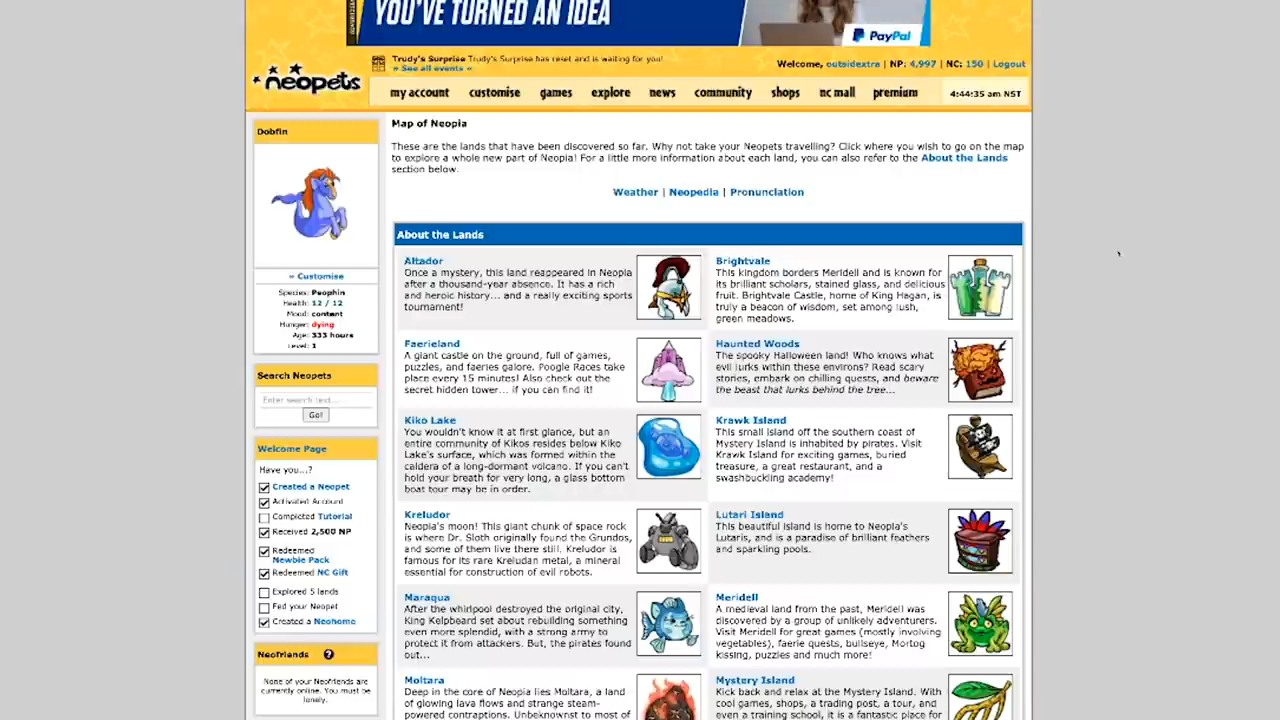 YOU'VE TURNED AN IDEA
PayPal
Trudy's Surprise Trudy's Surprise has reset and is waiting for you!
» See all events «
Welcome, outsidextra | NP: 4,997 | NC: 150 | Logout
neopets
my account customise games explore news community shops nc mall premium
4:44:35 am NST
Dobfin
» Customise
Species: Peophin
Health: 12 / 12
Mood: content
Hunger: dying
Age: 333 hours
Level: 1
Search Neopets
Enter search text...
Go!
Welcome Page
Have you...?
Created a Neopet
Activated Account
Completed Tutorial
Received 2,500 NP
Redeemed
Newbie Pack
Redeemed NC Gift
Explored 5 lands
Fed your Neopet
Created a Neohome
Neofriends ?
None of your Neofriends are
currently online. You must be
lonely.
Map of Neopia
These are the lands that have been discovered so far. Why not take your Neopets travelling? Click where you wish to go on the map
to explore a whole new part of Neopia! For a little more information about each land, you can also refer to the About the Lands
section below.
Weather | Neopedia | Pronunciation
About the Lands
Altador
Once a mystery, this land reappeared in Neopia
after a thousand-year absence. It has a rich
and heroic history... and a really exciting sports
tournament!
Brightvale
This kingdom borders Meridell and is known for
its brilliant scholars, stained glass, and delicious
fruit. Brightvale Castle, home of King Hagan, is
truly a beacon of wisdom, set among lush,
green meadows.
Faerieland
A giant castle on the ground, full of games,
puzzles, and faeries galore. Poogle Races take
place every 15 minutes! Also check out the
secret hidden tower... if you can find it!
Haunted Woods
The spooky Halloween land! Who knows what
evil lurks within these environs? Read scary
stories, embark on chilling quests, and beware
the beast that lurks behind the tree...
Kiko Lake
You wouldn't know it at first glance, but an
entire community of Kikos resides below Kiko
Lake's surface, which was formed within the
caldera of a long-dormant volcano. If you can't
hold your breath for very long, a glass bottom
boat tour may be in order.
Krawk Island
This small island off the southern coast of
Mystery Island is inhabited by pirates. Visit
Krawk Island for exciting games, buried
treasure, a great restaurant, and a
swashbuckling academy!
Kreludor
Neopia's moon! This giant chunk of space rock
is where Dr. Sloth originally found the Grundos,
and some of them live there still. Kreludor is
famous for its rare Kreludan metal, a mineral
essential for construction of evil robots.
Lutari Island
This beautiful island is home to Neopia's
Lutaris, and is a paradise of brilliant feathers
and sparkling pools.
Maraqua
After the whirlpool destroyed the original city,
King Kelpbeard set about rebuilding something
even more splendid, with a strong army to
protect it from attackers. But, the pirates found
out...
Meridell
A medieval land from the past, Meridell was
discovered by a group of unlikely adventurers.
Visit Meridell for great games (mostly involving
vegetables), faerie quests, bullseye, Mortog
kissing, puzzles and much more!
Moltara
Deep in the core of Neopia lies Moltara, a land
of glowing lava flows and strange steam-
powered contraptions. Unbeknownst to most of
Mystery Island
Kick back and relax at the Mystery Island. With
cool games, shops, a trading post, a tour, and
even a training school, it is a fantastic place for